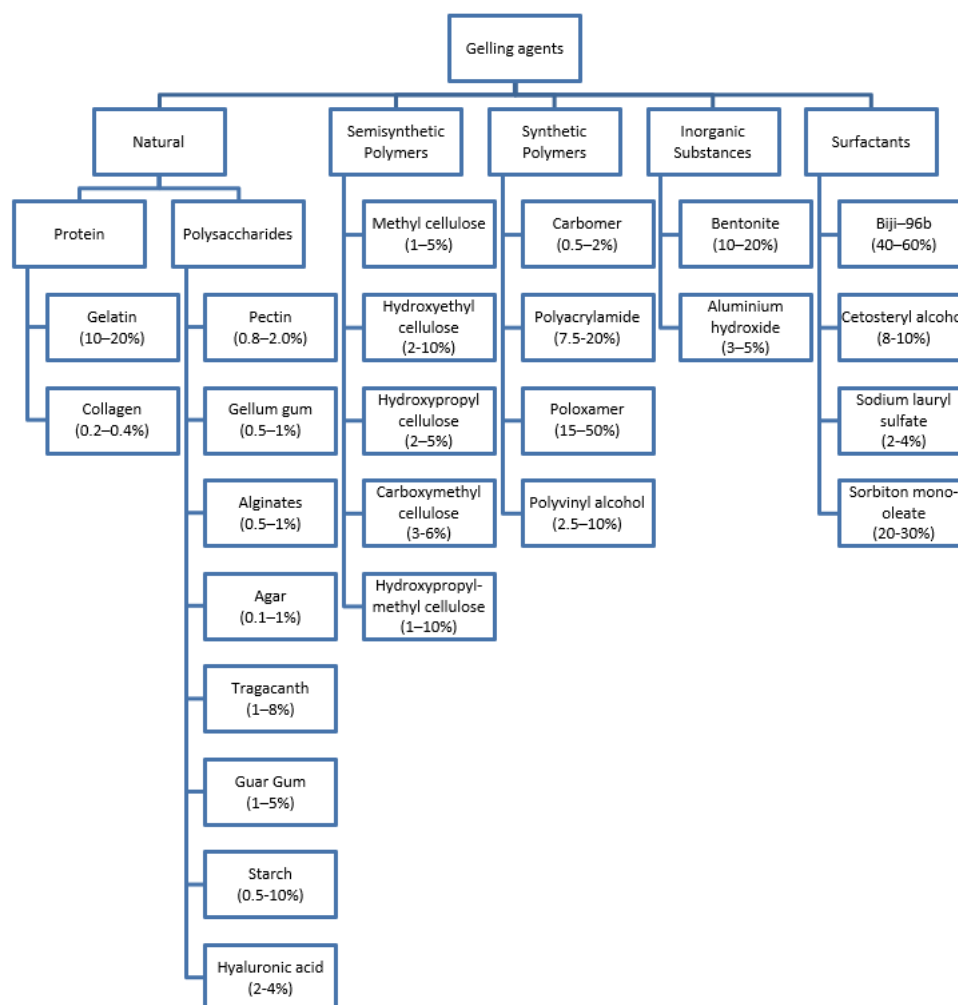 Gelling agents
Natural
Semisynthetic
Polymers
Synthetic
Polymers
Inorganic
Substances
Surfactants
Protein
Polysaccharides
Gelatin
(10–20%)
Collagen
(0.2–0.4%)
Pectin
(0.8–2.0%)
Gellum gum
(0.5–1%)
Alginates
(0.5–1%)
Agar
(0.1–1%)
Tragacanth
(1–8%)
Guar Gum
(1–5%)
Starch
(0.5-10%)
Hyaluronic acid
(2-4%)
Methyl cellulose
(1–5%)
Hydroxyethyl
cellulose
(2-10%)
Hydroxypropyl
cellulose
(2–5%)
Carboxymethyl
cellulose
(3-6%)
Hydroxypropyl-
methyl cellulose
(1–10%)
Carbomer
(0.5–2%)
Polyacrylamide
(7.5-20%)
Poloxamer
(15–50%)
Polyvinyl alcohol
(2.5–10%)
Bentonite
(10–20%)
Aluminium
hydroxide
(3–5%)
Biji–96b
(40–60%)
Cetosteryl alcohol
(8-10%)
Sodium lauryl
sulfate
(2-4%)
Sorbiton mono-
oleate
(20-30%)